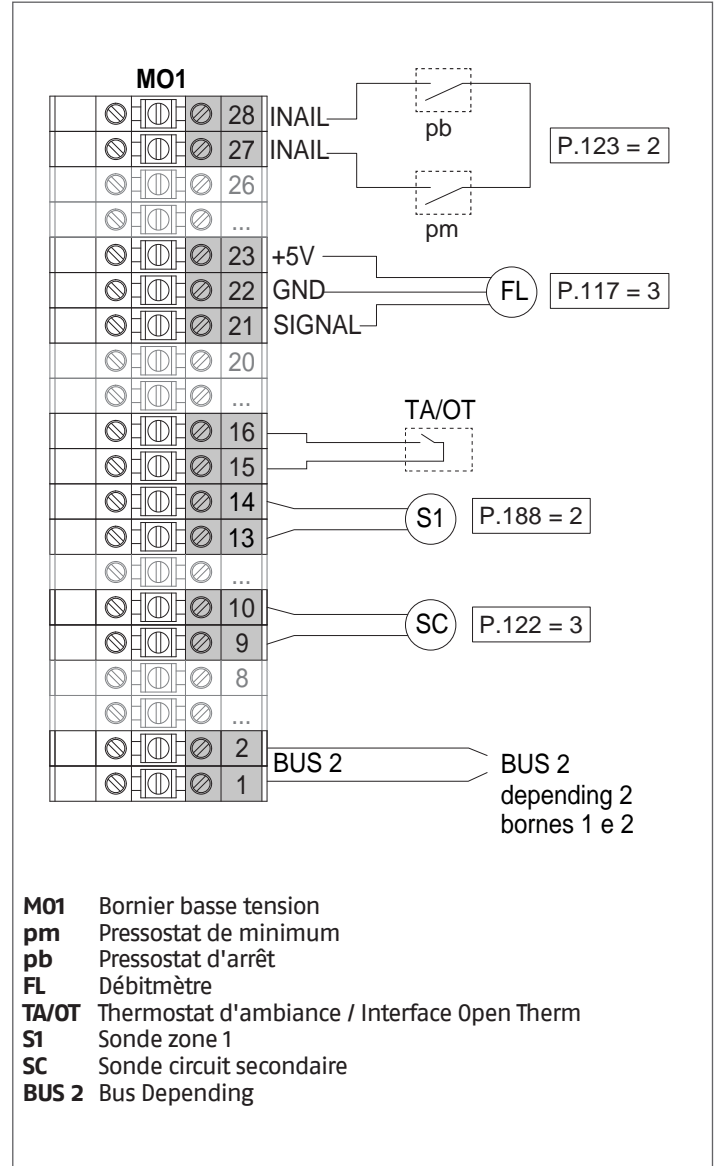 MO1
28 INAIL
pb
27 INAIL
P.123 = 2
26
pm
...
23 +5V
22 GND
FL
P.117 = 3
21 SIGNAL
20
...
TA/OT
16
15
14
S1
P.188 = 2
13
...
10
SC
P.122 = 3
9
8
...
2
BUS 2
BUS 2
1
depending 2
bornes 1 e 2
MO1 Bornier basse tension
pm Pressostat de minimum
pb Pressostat d'arrêt
FL Débitmètre
TA/OT Thermostat d'ambiance / Interface Open Therm
S1 Sonde zone 1
SC Sonde circuit secondaire
BUS 2 Bus Depending